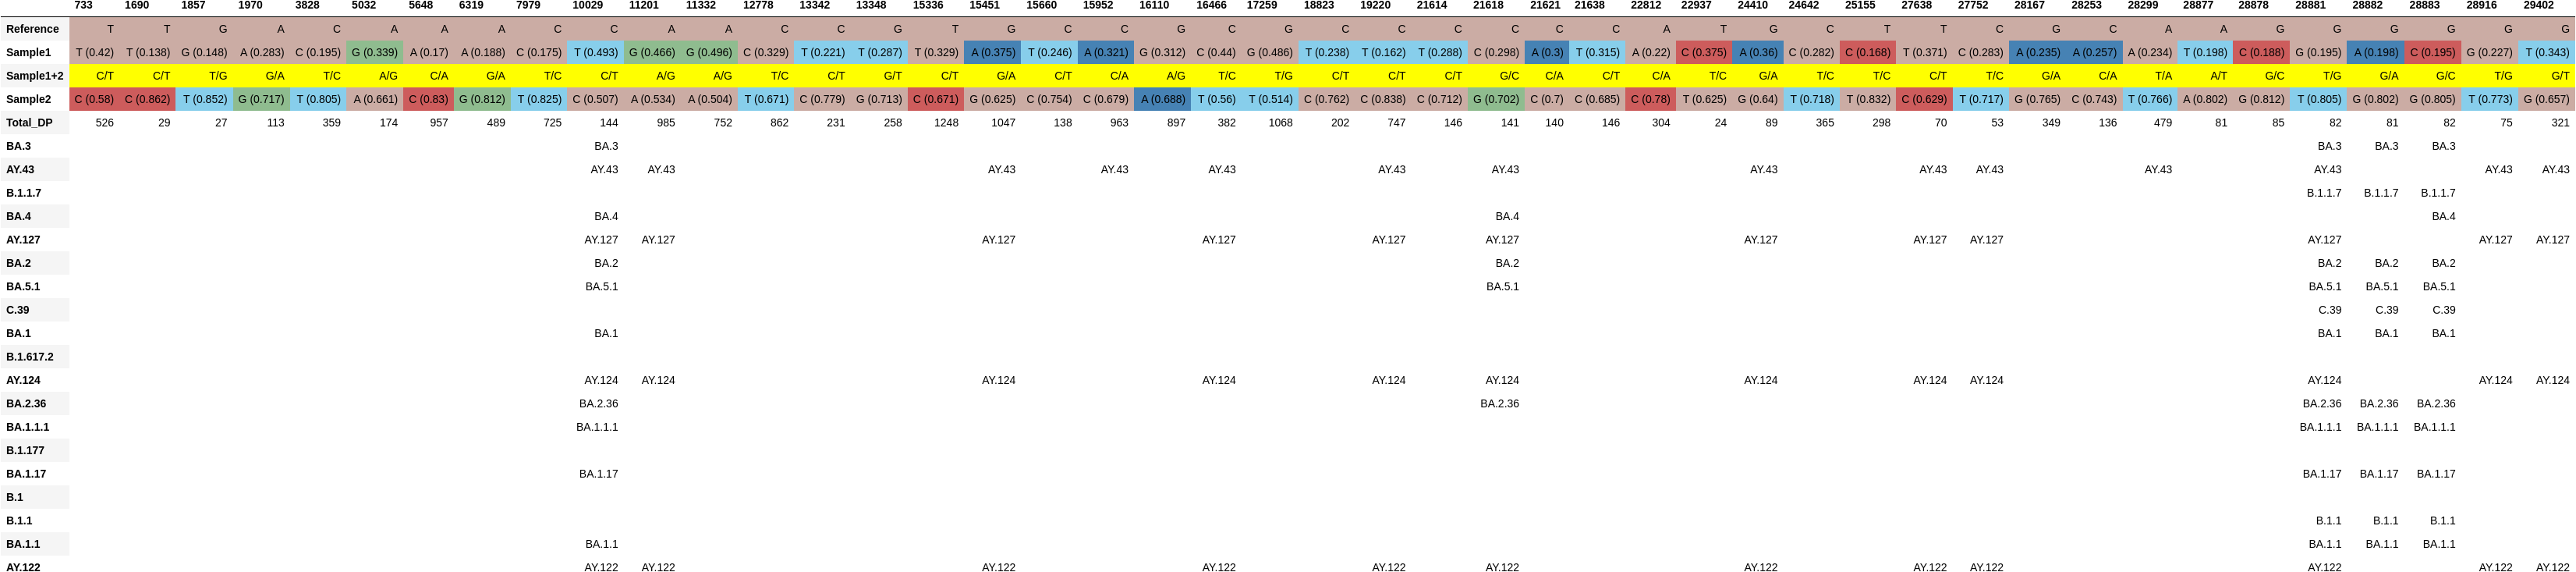 733 1690 1857 1970 3828 5032 5648 6319 7979 10029 11201 11332 12778 13342 13348 15336 15451 15660 15952 16110 16466 17259 18823 19220 21614 21618 21621 21638 22812 22937 24410 24642 25155 27638 27752 28167 28253 28299 28877 28878 28881 28882 28883 28916 29402
Reference T T G A C A A A C C A A C C G T G C C G C G C C C C C C A T G C T T C G C A A G G G G G G
Sample1 T (0.42) T (0.138) G (0.148) A (0.283) C (0.195) G (0.339) A (0.17) A (0.188) C (0.175) T (0.493) G (0.466) G (0.496) C (0.329) T (0.221) T (0.287) T (0.329) A (0.375) T (0.246) A (0.321) G (0.312) C (0.44) G (0.486) T (0.238) T (0.162) T (0.288) C (0.298) A (0.3) T (0.315) A (0.22) C (0.375) A (0.36) C (0.282) C (0.168) T (0.371) C (0.283) A (0.235) A (0.257) A (0.234) T (0.198) C (0.188) G (0.195) A (0.198) C (0.195) G (0.227) T (0.343)
Sample1+2 C/T C/T T/G G/A T/C A/G C/A G/A T/C C/T A/G A/G T/C C/T G/T C/T G/A C/T C/A A/G T/C T/G C/T C/T C/T G/C C/A C/T C/A T/C G/A T/C T/C C/T T/C G/A C/A T/A A/T G/C T/G G/A G/C T/G G/T
Sample2 C (0.58) C (0.862) T (0.852) G (0.717) T (0.805) A (0.661) C (0.83) G (0.812) T (0.825) C (0.507) A (0.534) A (0.504) T (0.671) C (0.779) G (0.713) C (0.671) G (0.625) C (0.754) C (0.679) A (0.688) T (0.56) T (0.514) C (0.762) C (0.838) C (0.712) G (0.702) C (0.7) C (0.685) C (0.78) T (0.625) G (0.64) T (0.718) T (0.832) C (0.629) T (0.717) G (0.765) C (0.743) T (0.766) A (0.802) G (0.812) T (0.805) G (0.802) G (0.805) T (0.773) G (0.657)
Total_DP 526 29 27 113 359 174 957 489 725 144 985 752 862 231 258 1248 1047 138 963 897 382 1068 202 747 146 141 140 146 304 24 89 365 298 70 53 349 136 479 81 85 82 81 82 75 321
BA.3 BA.3 BA.3 BA.3 BA.3
AY.43 AY.43 AY.43 AY.43 AY.43 AY.43 AY.43 AY.43 AY.43 AY.43 AY.43 AY.43 AY.43 AY.43 AY.43
B.1.1.7 B.1.1.7 B.1.1.7 B.1.1.7
BA.4 BA.4 BA.4 BA.4
AY.127 AY.127 AY.127 AY.127 AY.127 AY.127 AY.127 AY.127 AY.127 AY.127 AY.127 AY.127 AY.127
BA.2 BA.2 BA.2 BA.2 BA.2 BA.2
BA.5.1 BA.5.1 BA.5.1 BA.5.1 BA.5.1 BA.5.1
C.39 C.39 C.39 C.39
BA.1 BA.1 BA.1 BA.1 BA.1
B.1.617.2
AY.124 AY.124 AY.124 AY.124 AY.124 AY.124 AY.124 AY.124 AY.124 AY.124 AY.124 AY.124 AY.124
BA.2.36 BA.2.36 BA.2.36 BA.2.36 BA.2.36 BA.2.36
BA.1.1.1 BA.1.1.1 BA.1.1.1 BA.1.1.1 BA.1.1.1
B.1.177
BA.1.17 BA.1.17 BA.1.17 BA.1.17 BA.1.17
B.1
B.1.1 B.1.1 B.1.1 B.1.1
BA.1.1 BA.1.1 BA.1.1 BA.1.1 BA.1.1
AY.122 AY.122 AY.122 AY.122 AY.122 AY.122 AY.122 AY.122 AY.122 AY.122 AY.122 AY.122 AY.122